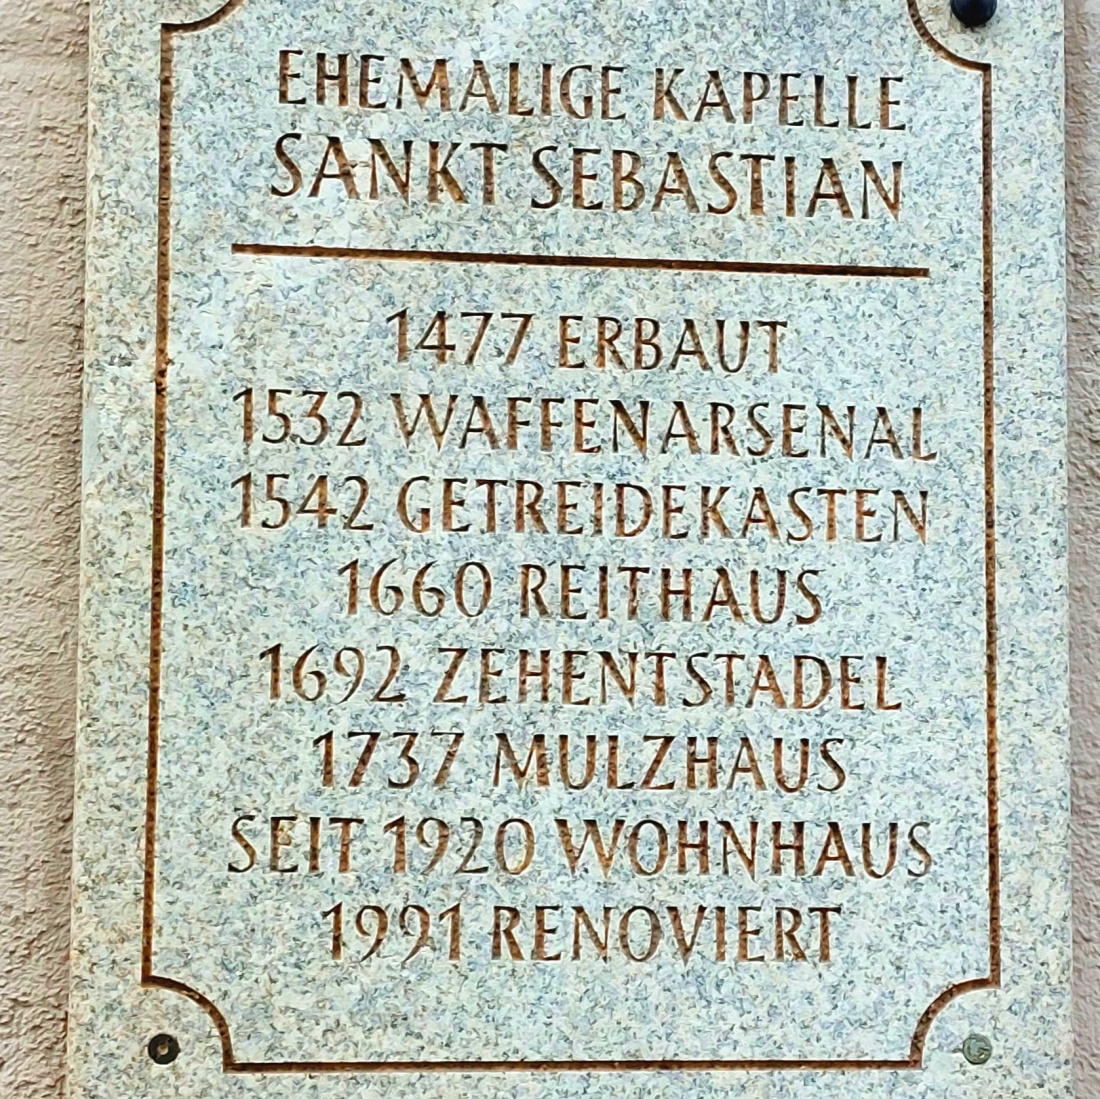 EHEMALIGE KAPELLE
SANKT SEBASTIAN
1477 ERBAUT
1532 WAFFENARSENAL
1542 GETREIDEKASTEN
1660 REITHAUS
1692 ZEHENTSTADEL
1737 MULZHAUS
SEIT 1920 WOHNHAUS
1991 RENOVIERT